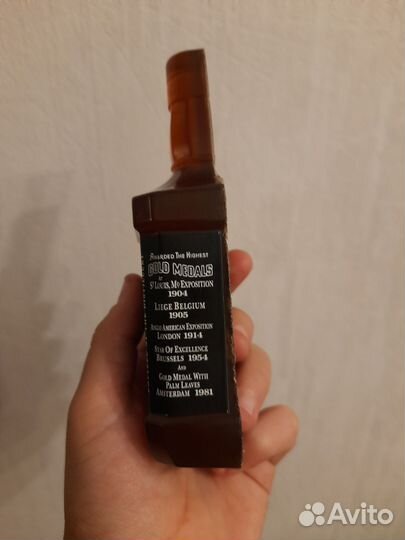 AWARDED THE HIGHEST
GOLD MEDALS
AT
ST LOUIS, MO EXPOSITION
1904
LIEGE BELGIUM
1905
ANGLO AMERICAN EXPOSITION
LONDON 1914
STAR OF EXCELLENCE
BRUSSELS 1954
AND
GOLD MEDAL WITH
PALM LEAVES
AMSTERDAM 1981
Avito